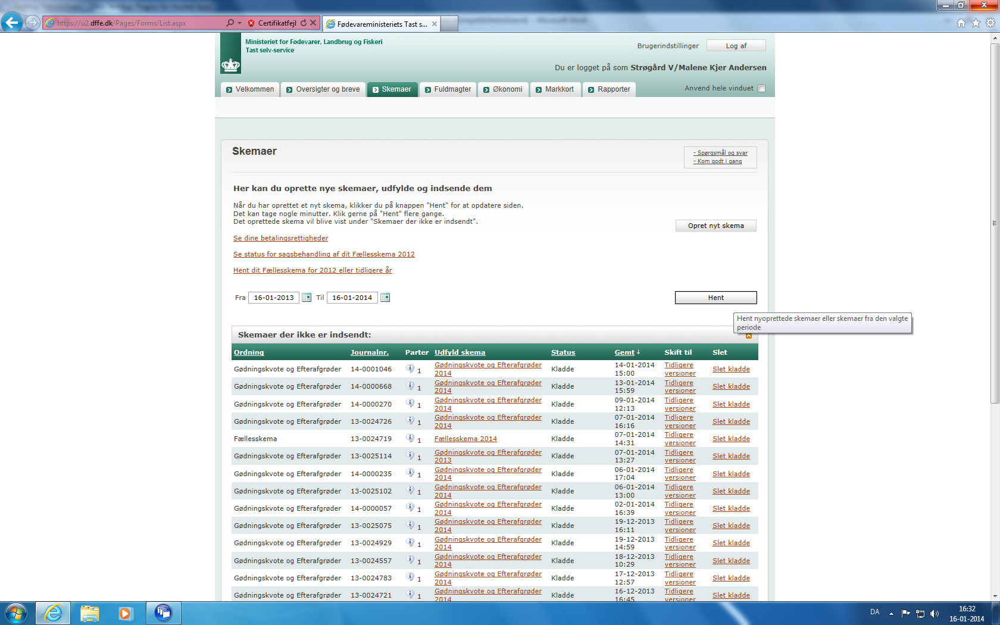 https://u2.dffe.dk/Pages/Forms/List.aspx
Certifikatfejl
Fødevareministeriets Tast s...
Ministeriet for Fødevarer, Landbrug og Fiskeri
Tast selv-service
Brugerindstillinger
Log af
Du er logget på som Strøgård V/Malene Kjer Andersen
Velkommen
Oversigter og breve
Skemaer
Fuldmagter
Økonomi
Markkort
Rapporter
Anvend hele vinduet
Skemaer
- Spørgsmål og svar
- Kom godt i gang
Her kan du oprette nye skemaer, udfylde og indsende dem
Når du har oprettet et nyt skema, klikker du på knappen "Hent" for at opdatere siden.
Det kan tage nogle minutter. Klik gerne på "Hent" flere gange.
Det oprettede skema vil blive vist under "Skemaer der ikke er indsendt".
Opret nyt skema
Se dine betalingsrettigheder
Se status for sagsbehandling af dit Fællesskema 2012
Hent dit Fællesskema for 2012 eller tidligere år
Fra 16-01-2013 Til 16-01-2014
Hent
Hent nyoprettede skemaer eller skemaer fra den valgte
periode
Skemaer der ikke er indsendt:
Ordning Journalnr. Parter Udfyld skema Status Gemt ↓ Skift til Slet
Gødningskvote og Efterafgrøder 14-0001046 1 Gødningskvote og Efterafgrøder 2014 Kladde 14-01-2014 15:00 Tidligere versioner Slet kladde
Gødningskvote og Efterafgrøder 14-0000668 1 Gødningskvote og Efterafgrøder 2014 Kladde 13-01-2014 15:59 Tidligere versioner Slet kladde
Gødningskvote og Efterafgrøder 14-0000270 1 Gødningskvote og Efterafgrøder 2014 Kladde 09-01-2014 12:13 Tidligere versioner Slet kladde
Gødningskvote og Efterafgrøder 13-0024726 1 Gødningskvote og Efterafgrøder 2014 Kladde 07-01-2014 16:16 Tidligere versioner Slet kladde
Fællesskema 13-0024719 1 Fællesskema 2014 Kladde 07-01-2014 14:31 Tidligere versioner Slet kladde
Gødningskvote og Efterafgrøder 13-0025114 1 Gødningskvote og Efterafgrøder 2013 Kladde 07-01-2014 13:27 Tidligere versioner Slet kladde
Gødningskvote og Efterafgrøder 14-0000235 1 Gødningskvote og Efterafgrøder 2014 Kladde 06-01-2014 17:04 Tidligere versioner Slet kladde
Gødningskvote og Efterafgrøder 13-0025102 1 Gødningskvote og Efterafgrøder 2014 Kladde 06-01-2014 13:00 Tidligere versioner Slet kladde
Gødningskvote og Efterafgrøder 14-0000057 1 Gødningskvote og Efterafgrøder 2014 Kladde 02-01-2014 16:39 Tidligere versioner Slet kladde
Gødningskvote og Efterafgrøder 13-0025075 1 Gødningskvote og Efterafgrøder 2014 Kladde 19-12-2013 16:11 Tidligere versioner Slet kladde
Gødningskvote og Efterafgrøder 13-0024929 1 Gødningskvote og Efterafgrøder 2014 Kladde 19-12-2013 14:59 Tidligere versioner Slet kladde
Gødningskvote og Efterafgrøder 13-0024557 1 Gødningskvote og Efterafgrøder 2014 Kladde 18-12-2013 10:29 Tidligere versioner Slet kladde
Gødningskvote og Efterafgrøder 13-0024783 1 Gødningskvote og Efterafgrøder 2014 Kladde 17-12-2013 12:57 Tidligere versioner Slet kladde
Gødningskvote og Efterafgrøder 13-0024721 1 Gødningskvote og Efterafgrøder 2014 Kladde 16-12-2013 16:45 Tidligere versioner Slet kladde
DA
16:32
16-01-2014